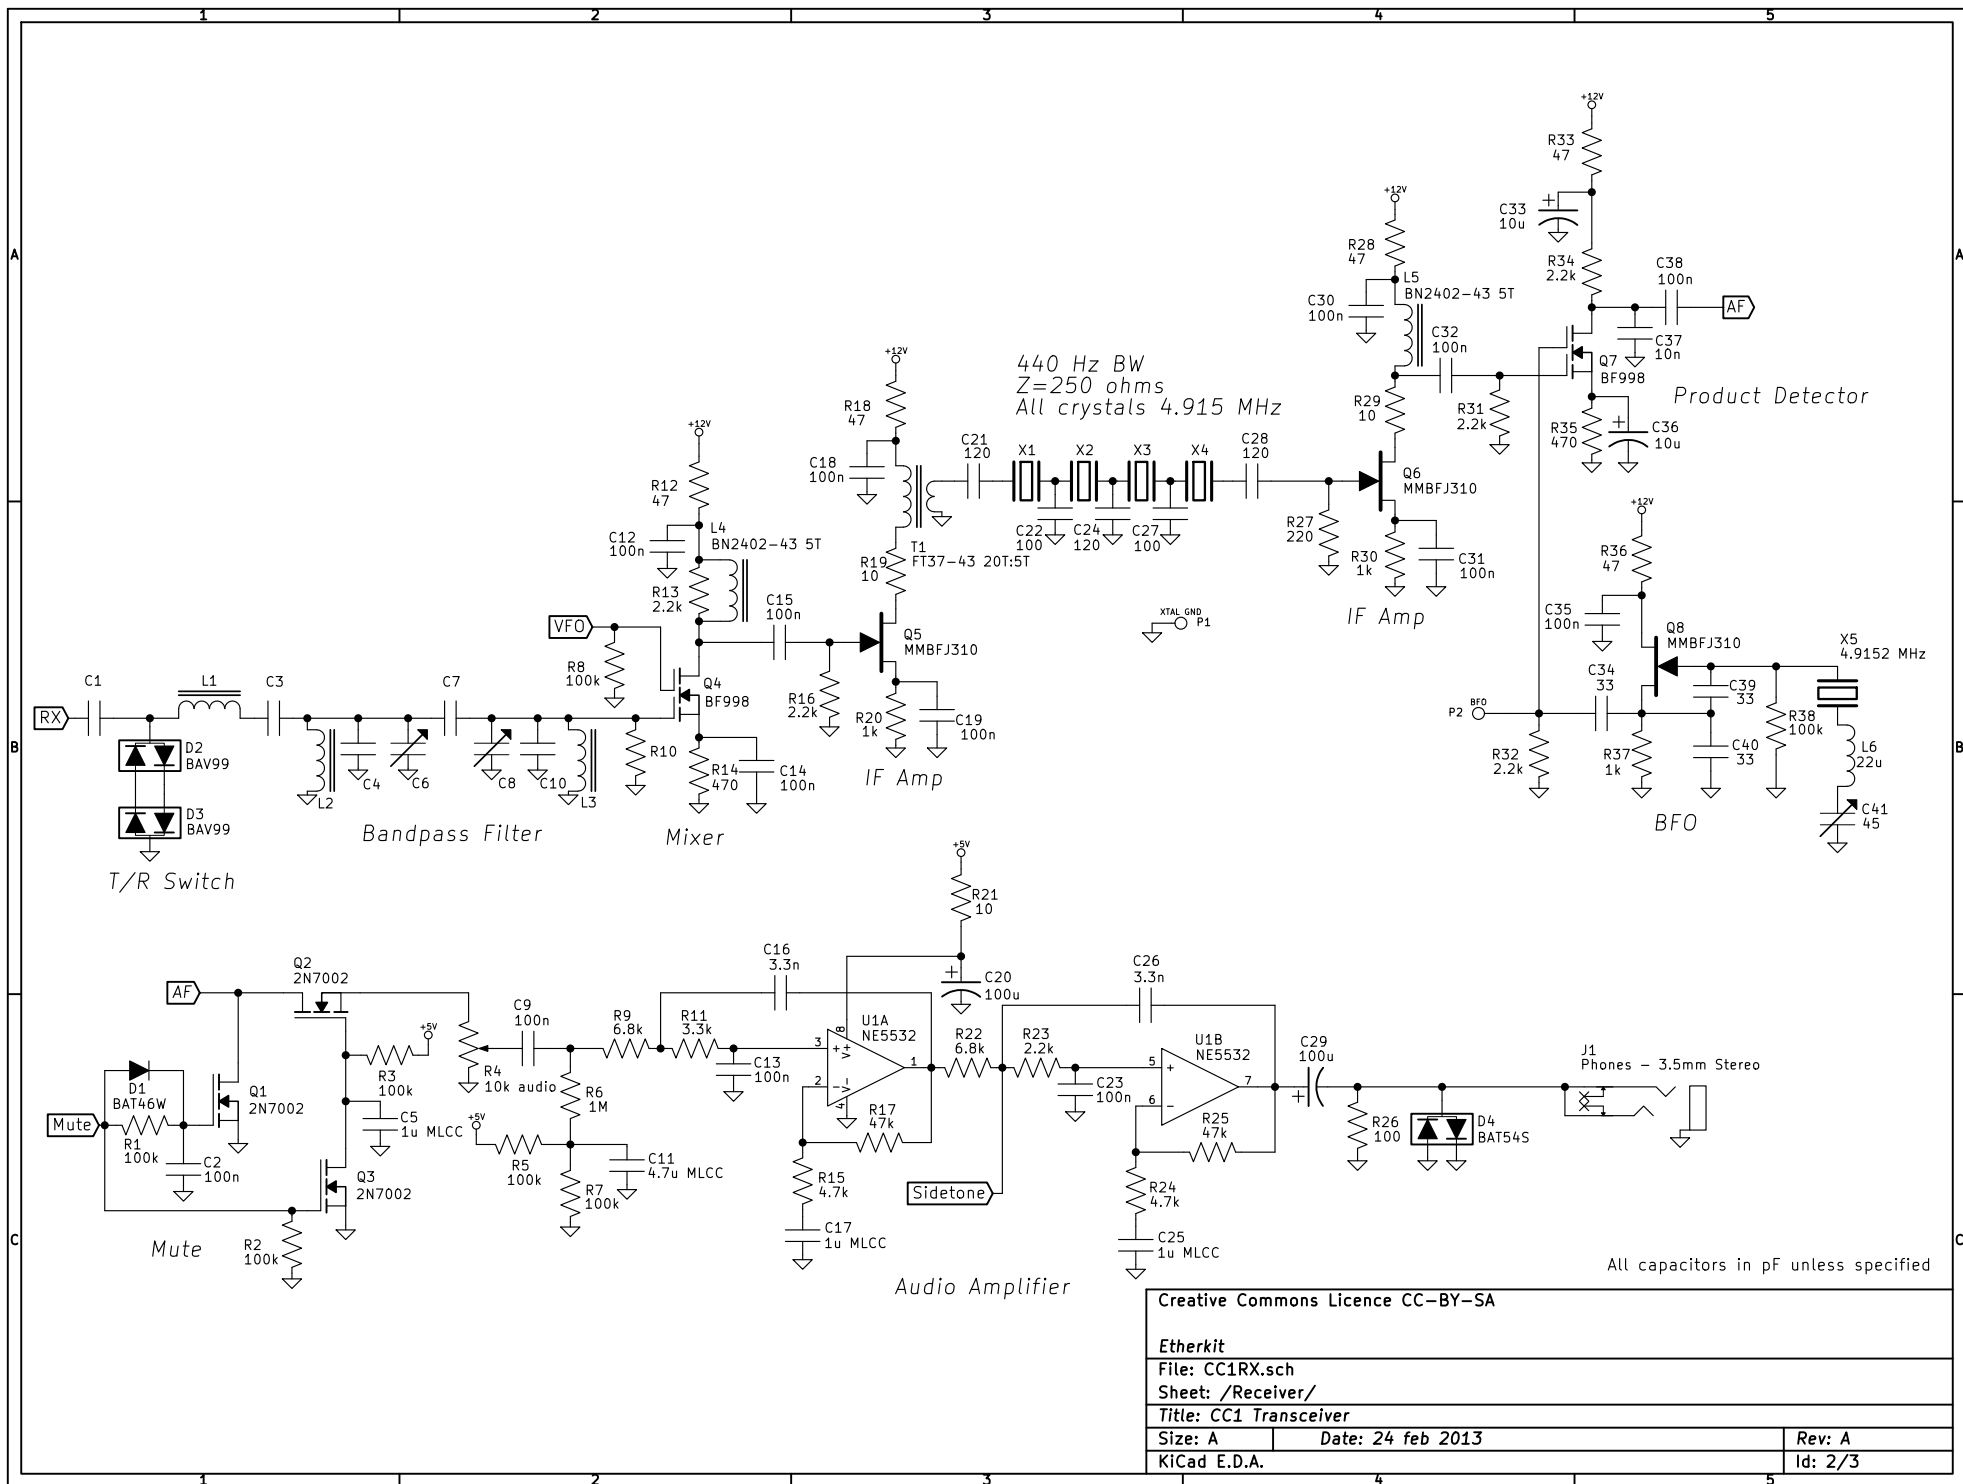 1 2 3 4 5
A
B
C
A
B
C
+12V
R33
47
C33
10u
R34
2.2k
C38
100n
AF
C37
10n
Q7
BF998
Product Detector
R35
470
C36
10u
+12V
R28
47
L5
BN2402-43 5T
C30
100n
C32
100n
R29
10
R31
2.2k
Q6
MMBFJ310
R27
220
R30
1k
C31
100n
IF Amp
440 Hz BW
Z=250 ohms
All crystals 4.915 MHz
C21
120
X1
X2
X3
X4
C28
120
C22
100
C24
120
C27
100
XTAL GND
P1
+12V
R18
47
C18
100n
T1
FT37-43 20T:5T
R19
10
Q5
MMBFJ310
R16
2.2k
R20
1k
C19
100n
IF Amp
+12V
R12
47
L4
BN2402-43 5T
C12
100n
R13
2.2k
C15
100n
VFO
R8
100k
Q4
BF998
R10
R14
470
C14
100n
Mixer
RX
C1
L1
C3
C7
D2
BAV99
D3
BAV99
L2
C4
C6
C8
C10
L3
T/R Switch
Bandpass Filter
+12V
R36
47
C35
100n
Q8
MMBFJ310
X5
4.9152 MHz
C34
33
C39
33
P2
BFO
R38
100k
R32
2.2k
R37
1k
C40
33
L6
22u
C41
45
BFO
AF
Q2
2N7002
+5V
R3
100k
D1
BAT46W
Q1
2N7002
Mute
R1
100k
C2
100n
C5
1u MLCC
Q3
2N7002
R2
100k
Mute
R4
10k audio
C9
100n
R9
6.8k
R11
3.3k
C16
3.3n
R6
1M
+5V
R5
100k
R7
100k
C11
4.7u MLCC
C13
100n
+5V
R21
10
C20
100u
U1A
NE5532
3
2
8
V+
V-
4
1
R17
47k
R15
4.7k
C17
1u MLCC
R22
6.8k
R23
2.2k
C26
3.3n
C23
100n
U1B
NE5532
5
6
7
R25
47k
R24
4.7k
C25
1u MLCC
Sidetone
C29
100u
R26
100
D4
BAT54S
J1
Phones - 3.5mm Stereo
Audio Amplifier
All capacitors in pF unless specified
Creative Commons Licence CC-BY-SA
Etherkit
File: CC1RX.sch
Sheet: /Receiver/
Title: CC1 Transceiver
Size: A Date: 24 feb 2013 Rev: A
KiCad E.D.A. Id: 2/3
1 2 3 4 5